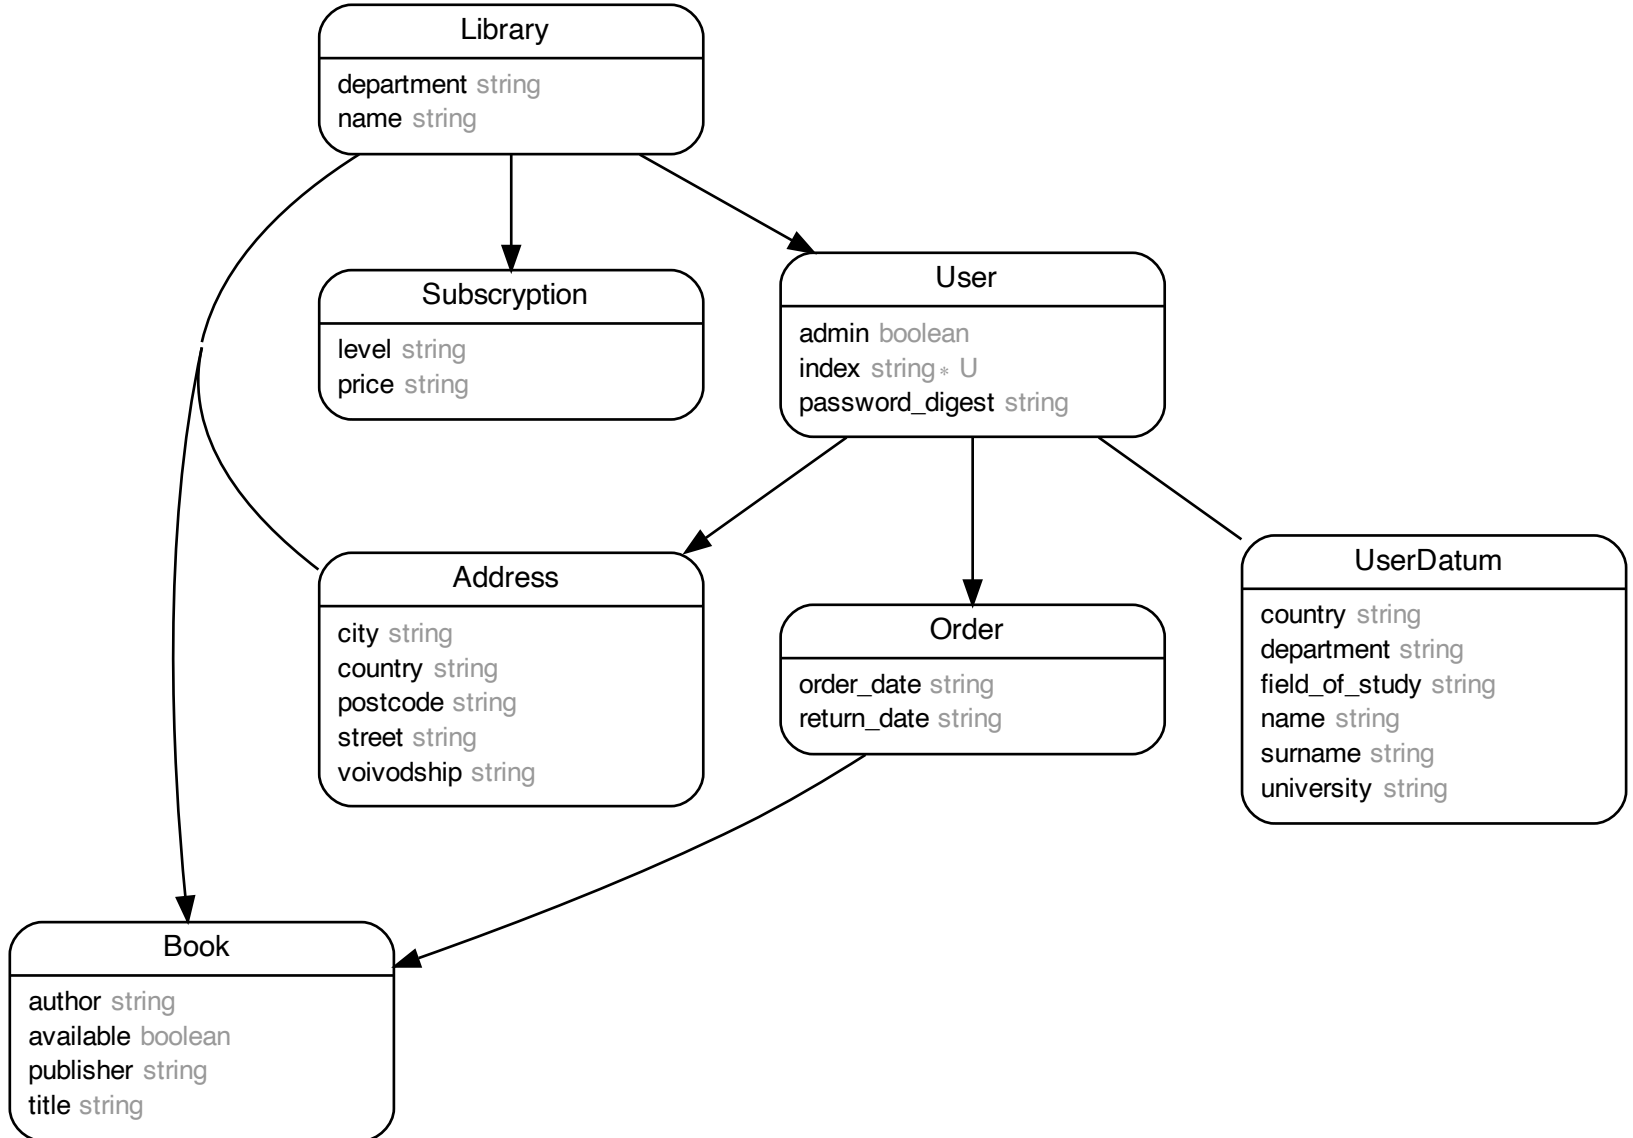 Library
department string
name string
Subscryption
level string
price string
User
admin boolean
index string∗ U
password_digest string
Address
city string
country string
postcode string
street string
voivodship string
Order
order_date string
return_date string
UserDatum
country string
department string
field_of_study string
name string
surname string
university string
Book
author string
available boolean
publisher string
title string